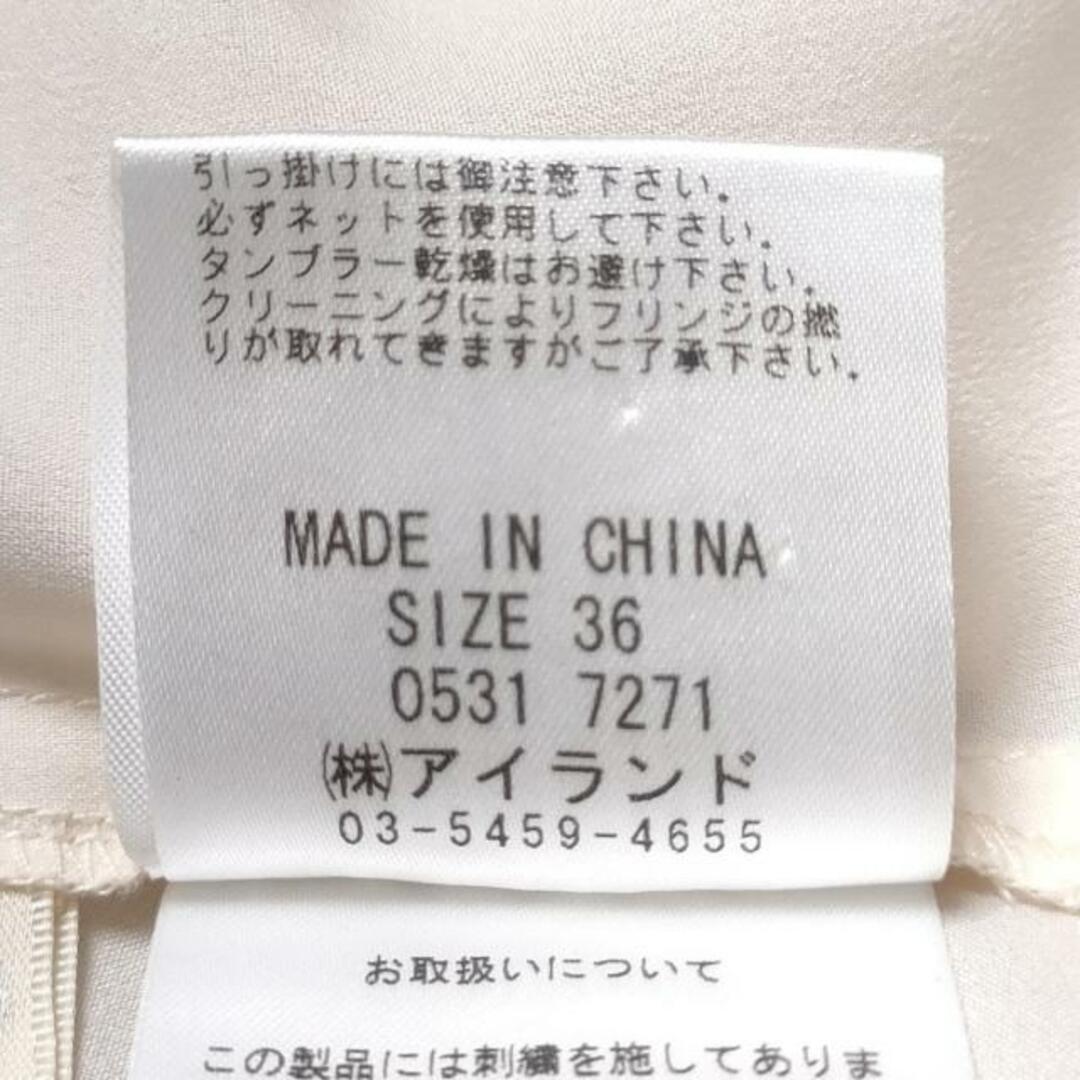 引っ掛けには御注意下さい.
必ずネットを使用して下さい.
タンブラー乾燥はお避け下さい.
クリーニングによりフリンジの撚
りが取れてきますがご了承下さい.
MADE IN CHINA
SIZE 36
0531 7271
㈱アイランド
03-5459-4655
お取扱いについて
この製品には刺繍を施してありま